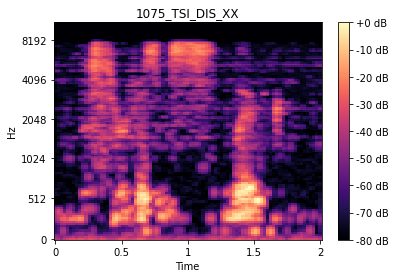 1075_TSI_DIS_XX
Hz
8192
4096
2048
1024
512
0
0
0.5
1
1.5
2
Time
+0 dB
-10 dB
-20 dB
-30 dB
-40 dB
-50 dB
-60 dB
-70 dB
-80 dB